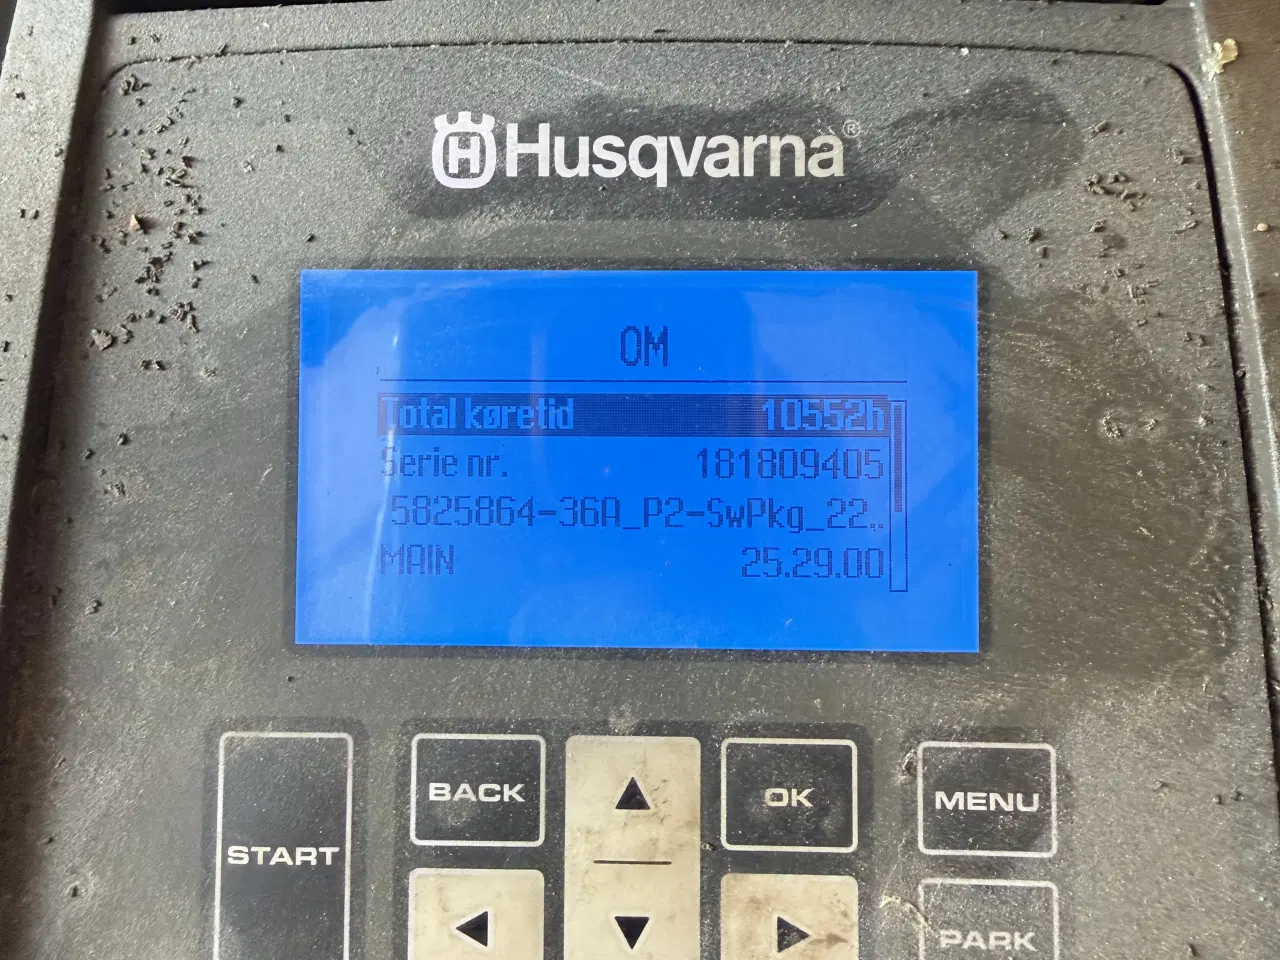 Husqvarna®
OM
Total køretid 10552h
Serie nr. 181809405
5825864-36A_P2-SwPkg_22..
MAIN 25.29.00
BACK
OK
MENU
START
PARK